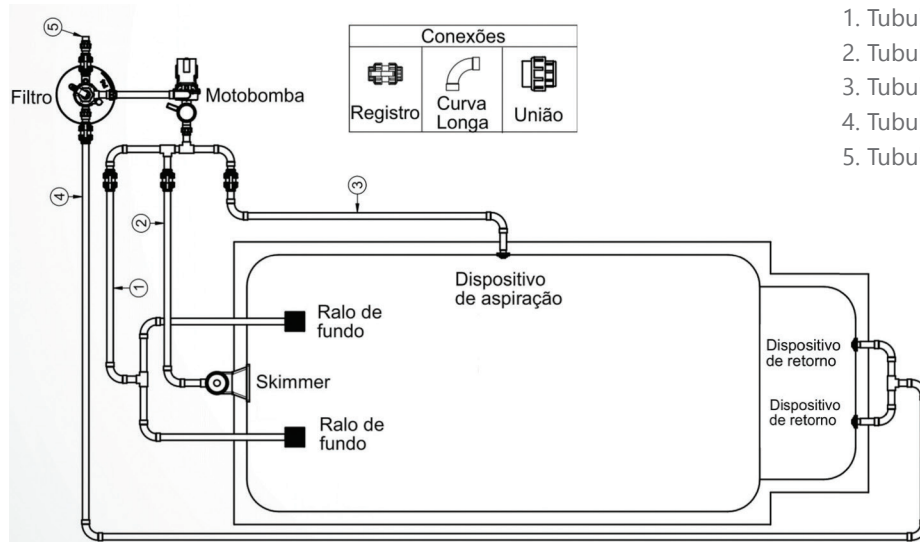 5
Filtro
Motobomba
Conexões
Registro
Curva
Longa
União
1. Tubu
2. Tubu
3. Tubu
4. Tubu
5. Tubu
4
2
3
1
Dispositivo
de aspiração
Ralo de
fundo
Skimmer
Ralo de
fundo
Dispositivo
de retorno
Dispositivo
de retorno